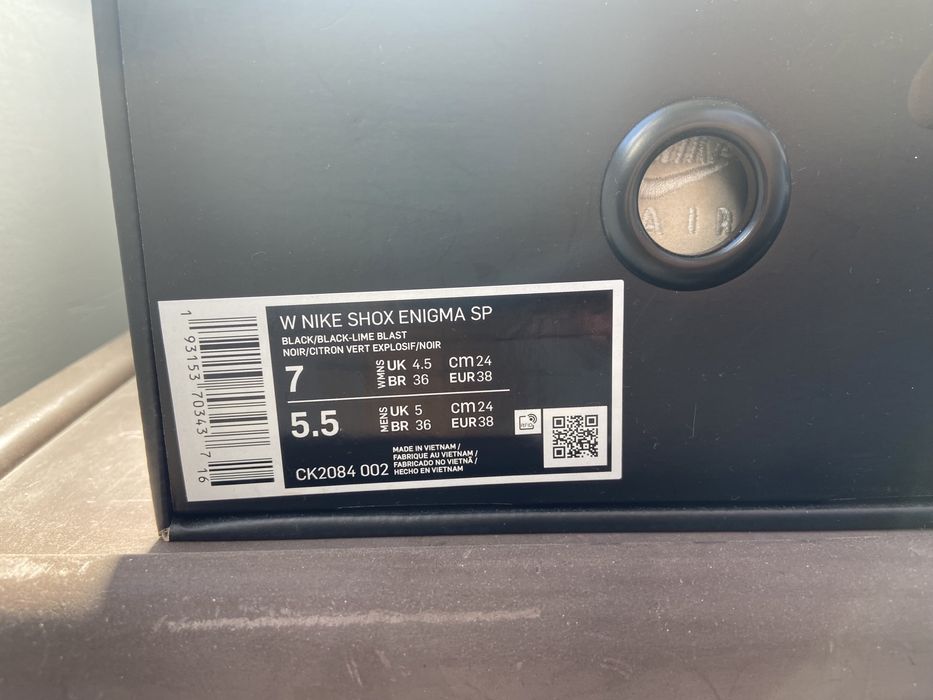 AIR
W NIKE SHOX ENIGMA SP
BLACK/BLACK-LIME BLAST
NOIR/CITRON VERT EXPLOSIF/NOIR
7 WMNS UK 4.5 cm 24
BR 36 EUR 38
5.5 MENS UK 5 cm 24
BR 36 EUR 38
RFID
CK2084 002
MADE IN VIETNAM /
FABRIQUE AU VIETNAM /
FABRICADO NO VIETNÃ /
HECHO EN VIETNAM
1 93153 70343 7 16